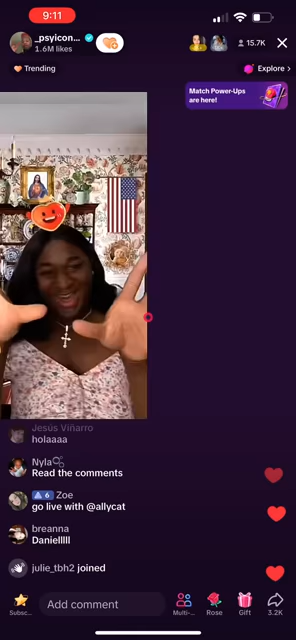 9:11
_psyicon...
1.6M likes
15.7K
Trending
Explore >
Match Power-Ups
are here!
Jesús Viñarro
holaaaa
Nyla
Read the comments
6 Zoe
go live with @allycat
breanna
Danielllll
julie_tbh2 joined
Add comment
Subsc...
Multi-...
Rose
Gift
3.2K